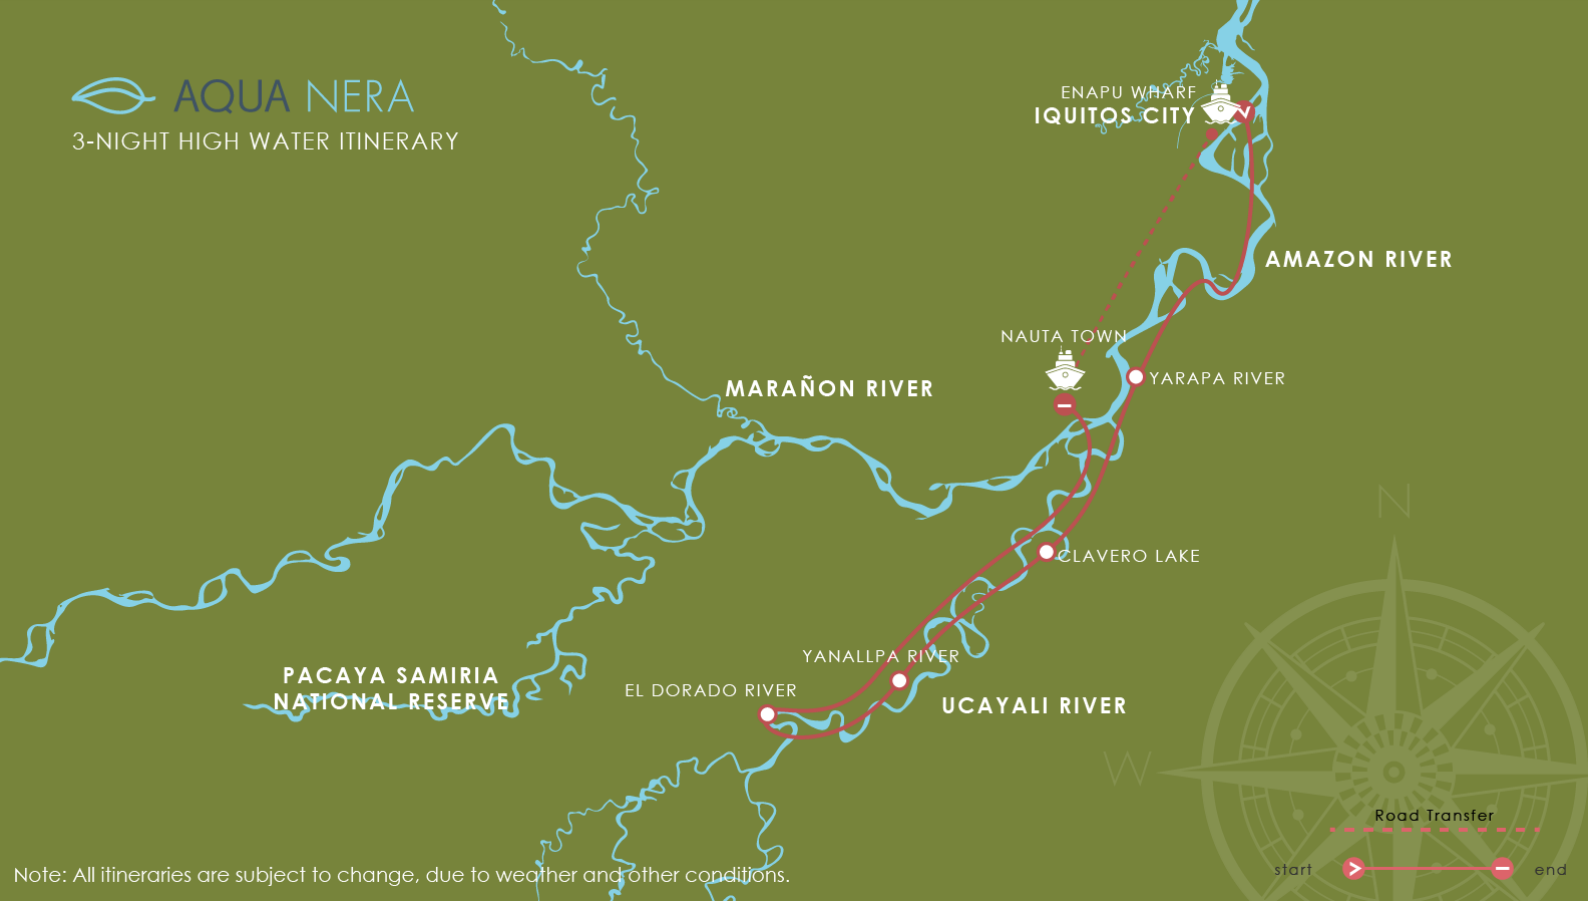 AQUA NERA
3-NIGHT HIGH WATER ITINERARY
ENAPU WHARF
IQUITOS CITY
AMAZON RIVER
NAUTA TOWN
YARAPA RIVER
MARAÑON RIVER
N
CLAVERO LAKE
YANALLPA RIVER
PACAYA SAMIRIA
NATIONAL RESERVE
EL DORADO RIVER
UCAYALI RIVER
W
Road Transfer
start
end
Note: All itineraries are subject to change, due to weather and other conditions.